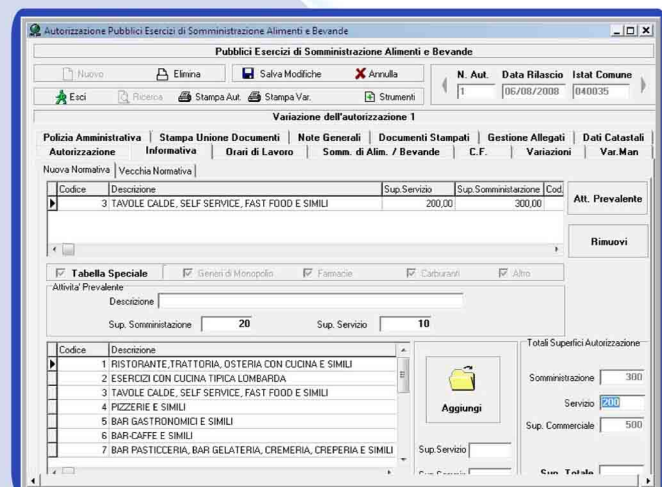 Autorizzazione Pubblici Esercizi di Somministrazione Alimenti e Bevande
Pubblici Esercizi di Somministrazione Alimenti e Bevande
Nuovo Elimina Salva Modifiche Annulla
N. Aut. Data Rilascio Istat Comune
1 06/08/2008 040035
Esci Ricerca Stampa Aut. Stampa Var. Strumenti
Variazione dell'autorizzazione 1
Polizia Amministrativa Stampa Unione Documenti Note Generali Documenti Stampati Gestione Allegati Dati Catastali
Autorizzazione Informativa Orari di Lavoro Somm. di Alim. / Bevande C.F. Variazioni Var.Man
Nuova Normativa Vecchia Normativa
Codice Descrizione Sup.Servizio Sup.Somministarzione Cod.
3 TAVOLE CALDE, SELF SERVICE, FAST FOOD E SIMILI 200,00 300,00
Att. Prevalente
Rimuovi
Tabella Speciale Generi di Monopolio Farmacie Carburanti Altro
Attivita' Prevalente
Descrizione
Sup. Somministazione 20 Sup. Servizio 10
Codice Descrizione
1 RISTORANTE,TRATTORIA, OSTERIA CON CUCINA E SIMILI
2 ESERCIZI CON CUCINA TIPICA LOMBARDA
3 TAVOLE CALDE, SELF SERVICE, FAST FOOD E SIMILI
4 PIZZERIE E SIMILI
5 BAR GASTRONOMICI E SIMILI
6 BAR-CAFFE E SIMILI
7 BAR PASTICCERIA, BAR GELATERIA, CREMERIA, CREPERIA E SIMILI
Aggiungi
Sup.Servizio
Totali Superfici Autorizzazione
Somministrazione 300
Servizio 200
Sup. Commerciale 500
Sup. Totale